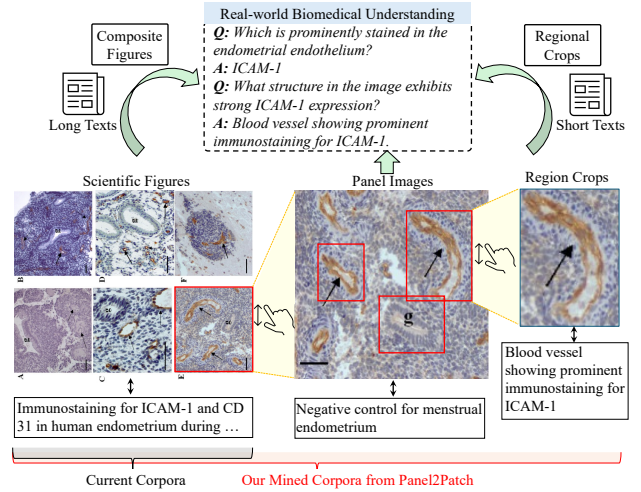 Real-world Biomedical Understanding
Q: Which is prominently stained in the
endometrial endothelium?
A: ICAM-1
Q: What structure in the image exhibits
strong ICAM-1 expression?
A: Blood vessel showing prominent
immunostaining for ICAM-1.
Composite
Figures
Long Texts
Regional
Crops
Short Texts
Scientific Figures
Panel Images
Region Crops
B
D
F
A
C
E
g
Immunostaining for ICAM-1 and CD
31 in human endometrium during …
Negative control for menstrual
endometrium
Blood vessel
showing prominent
immunostaining for
ICAM-1
Current Corpora
Our Mined Corpora from Panel2Patch